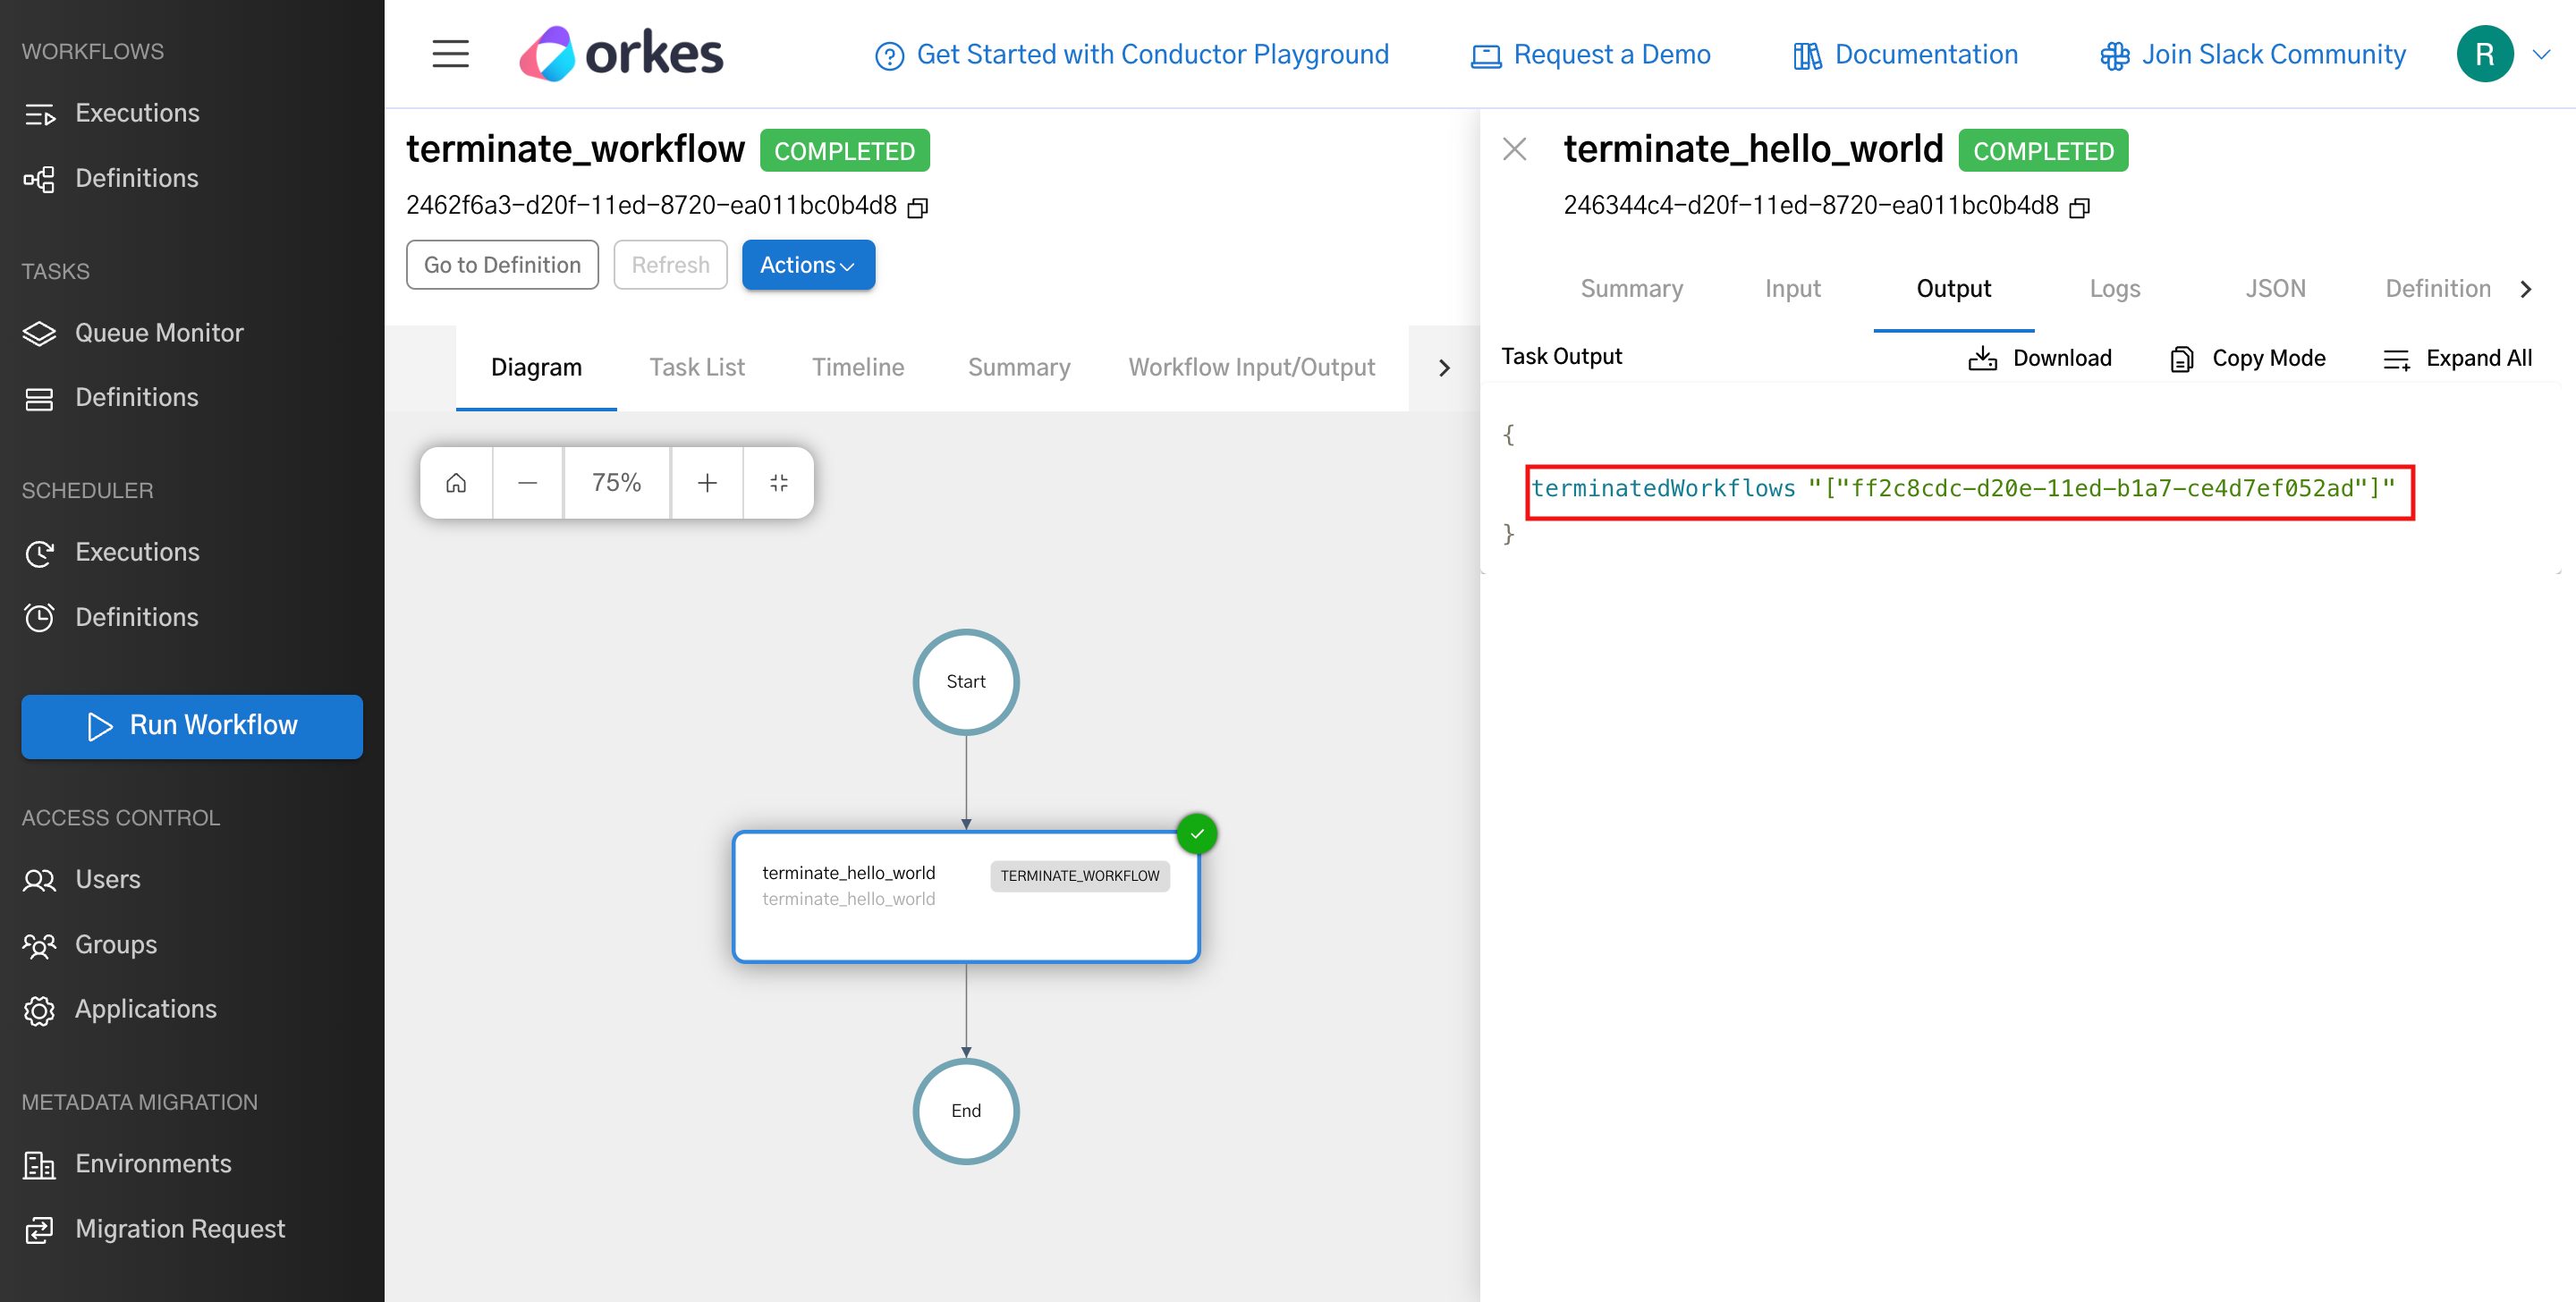 WORKFLOWS
Executions
Definitions
TASKS
Queue Monitor
Definitions
SCHEDULER
Executions
Definitions
Run Workflow
ACCESS CONTROL
Users
Groups
Applications
METADATA MIGRATION
Environments
Migration Request
orkes
Get Started with Conductor Playground
Request a Demo
Documentation
Join Slack Community
R
terminate_workflow COMPLETED
2462f6a3-d20f-11ed-8720-ea011bc0b4d8
Go to Definition Refresh Actions
Diagram Task List Timeline Summary Workflow Input/Output
75%
Start
terminate_hello_world TERMINATE_WORKFLOW
terminate_hello_world
End
terminate_hello_world COMPLETED
246344c4-d20f-11ed-8720-ea011bc0b4d8
Summary Input Output Logs JSON Definition
Task Output Download Copy Mode Expand All
{
terminatedWorkflows "["ff2c8cdc-d20e-11ed-b1a7-ce4d7ef052ad"]"
}